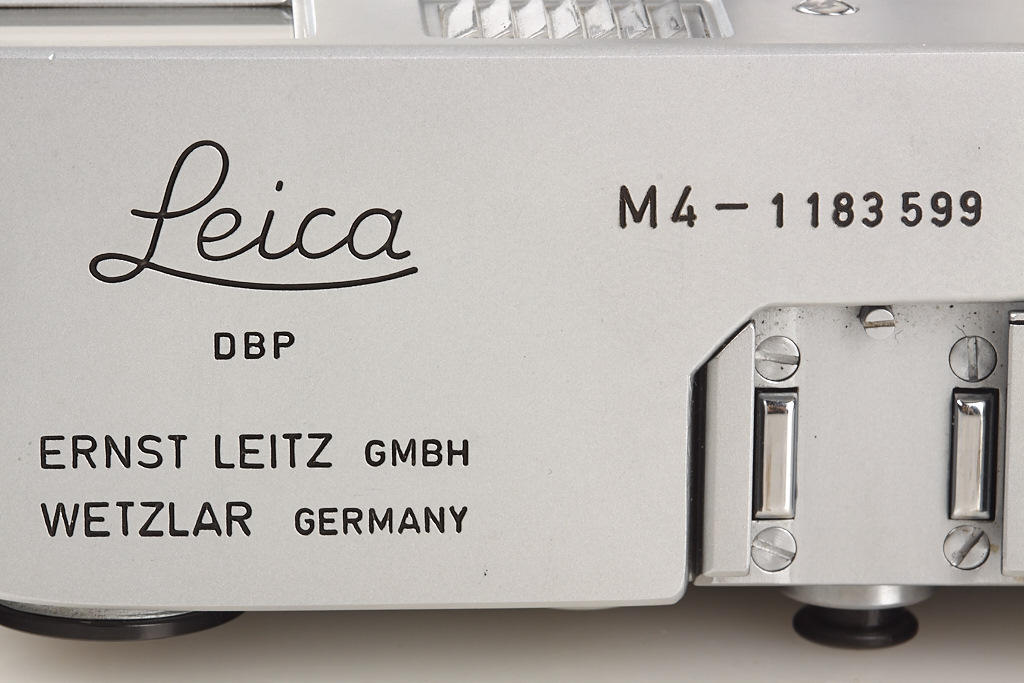 Leica
M4-1183599
DBP
ERNST LEITZ GMBH
WETZLAR GERMANY